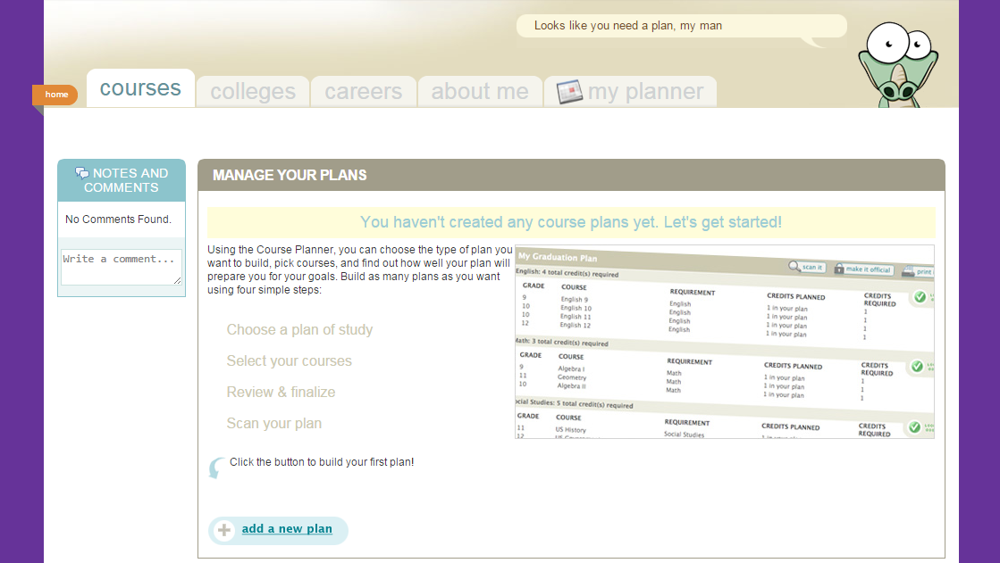 Looks like you need a plan, my man
home
courses
colleges
careers
about me
my planner
NOTES AND
COMMENTS
No Comments Found.
Write a comment...
MANAGE YOUR PLANS
You haven't created any course plans yet. Let's get started!
Using the Course Planner, you can choose the type of plan you
want to build, pick courses, and find out how well your plan will
prepare you for your goals. Build as many plans as you want
using four simple steps:
Choose a plan of study
Select your courses
Review & finalize
Scan your plan
My Graduation Plan
scan it
make it official
print
English: 4 total credit(s) required
GRADE COURSE REQUIREMENT CREDITS PLANNED CREDITS REQUIRED
9 English 9 English 1 in your plan 1
10 English 10 English 1 in your plan 1
10 English 11 English 1 in your plan 1
12 English 12 English 1 in your plan 1
Math: 3 total credit(s) required
GRADE COURSE REQUIREMENT CREDITS PLANNED CREDITS REQUIRED
9 Algebra I Math 1 in your plan 1
11 Geometry Math 1 in your plan 1
10 Algebra II Math 1 in your plan 1
ocial Studies: 5 total credit(s) required
GRADE COURSE REQUIREMENT CREDITS PLANNED CREDITS REQUIRED
11 US History Social Studies
12
Click the button to build your first plan!
add a new plan